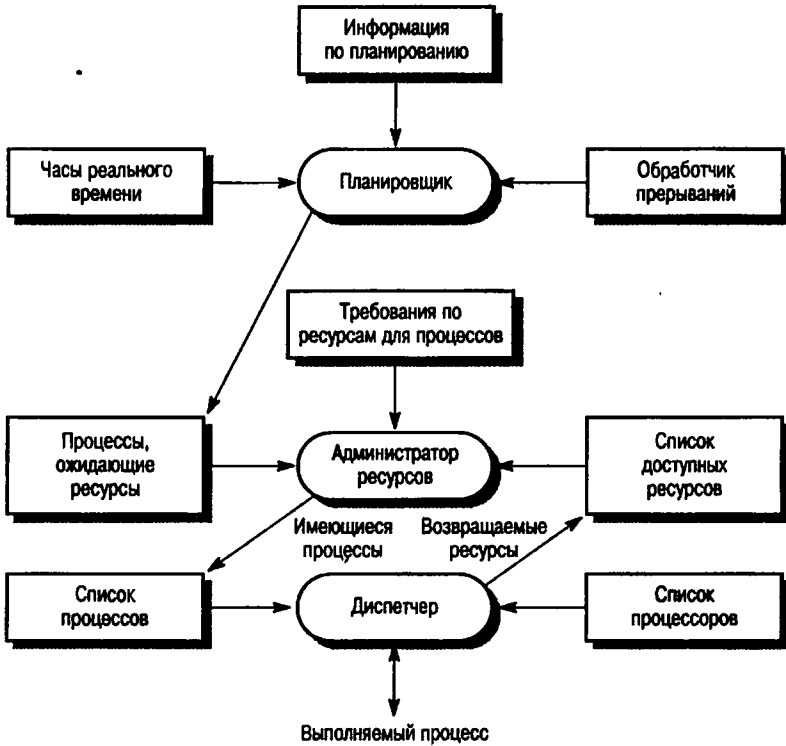 Информация
по планированию
Часы реального
времени
Планировщик
Обработчик
прерываний
Требования по
ресурсам для процессов
Процессы,
ожидающие
ресурсы
Администратор
ресурсов
Список
доступных
ресурсов
Имеющиеся
процессы
Возвращаемые
ресурсы
Список
процессов
Диспетчер
Список
процессоров
Выполняемый процесс